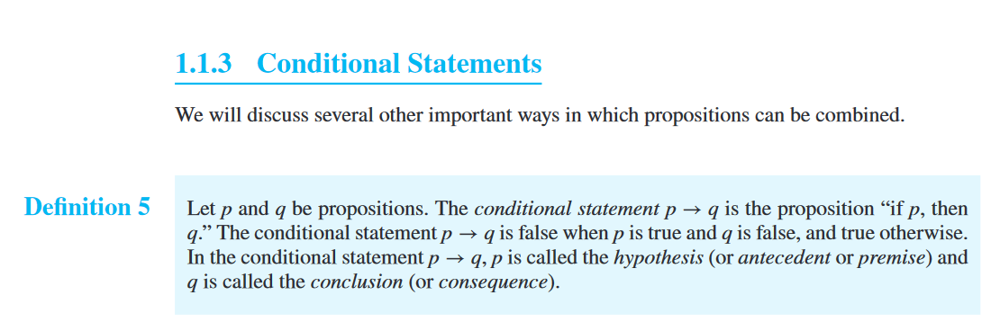 1.1.3 Conditional Statements
We will discuss several other important ways in which propositions can be combined.
Definition 5
Let p and q be propositions. The conditional statement p → q is the proposition “if p, then
q.” The conditional statement p → q is false when p is true and q is false, and true otherwise.
In the conditional statement p → q, p is called the hypothesis (or antecedent or premise) and
q is called the conclusion (or consequence).